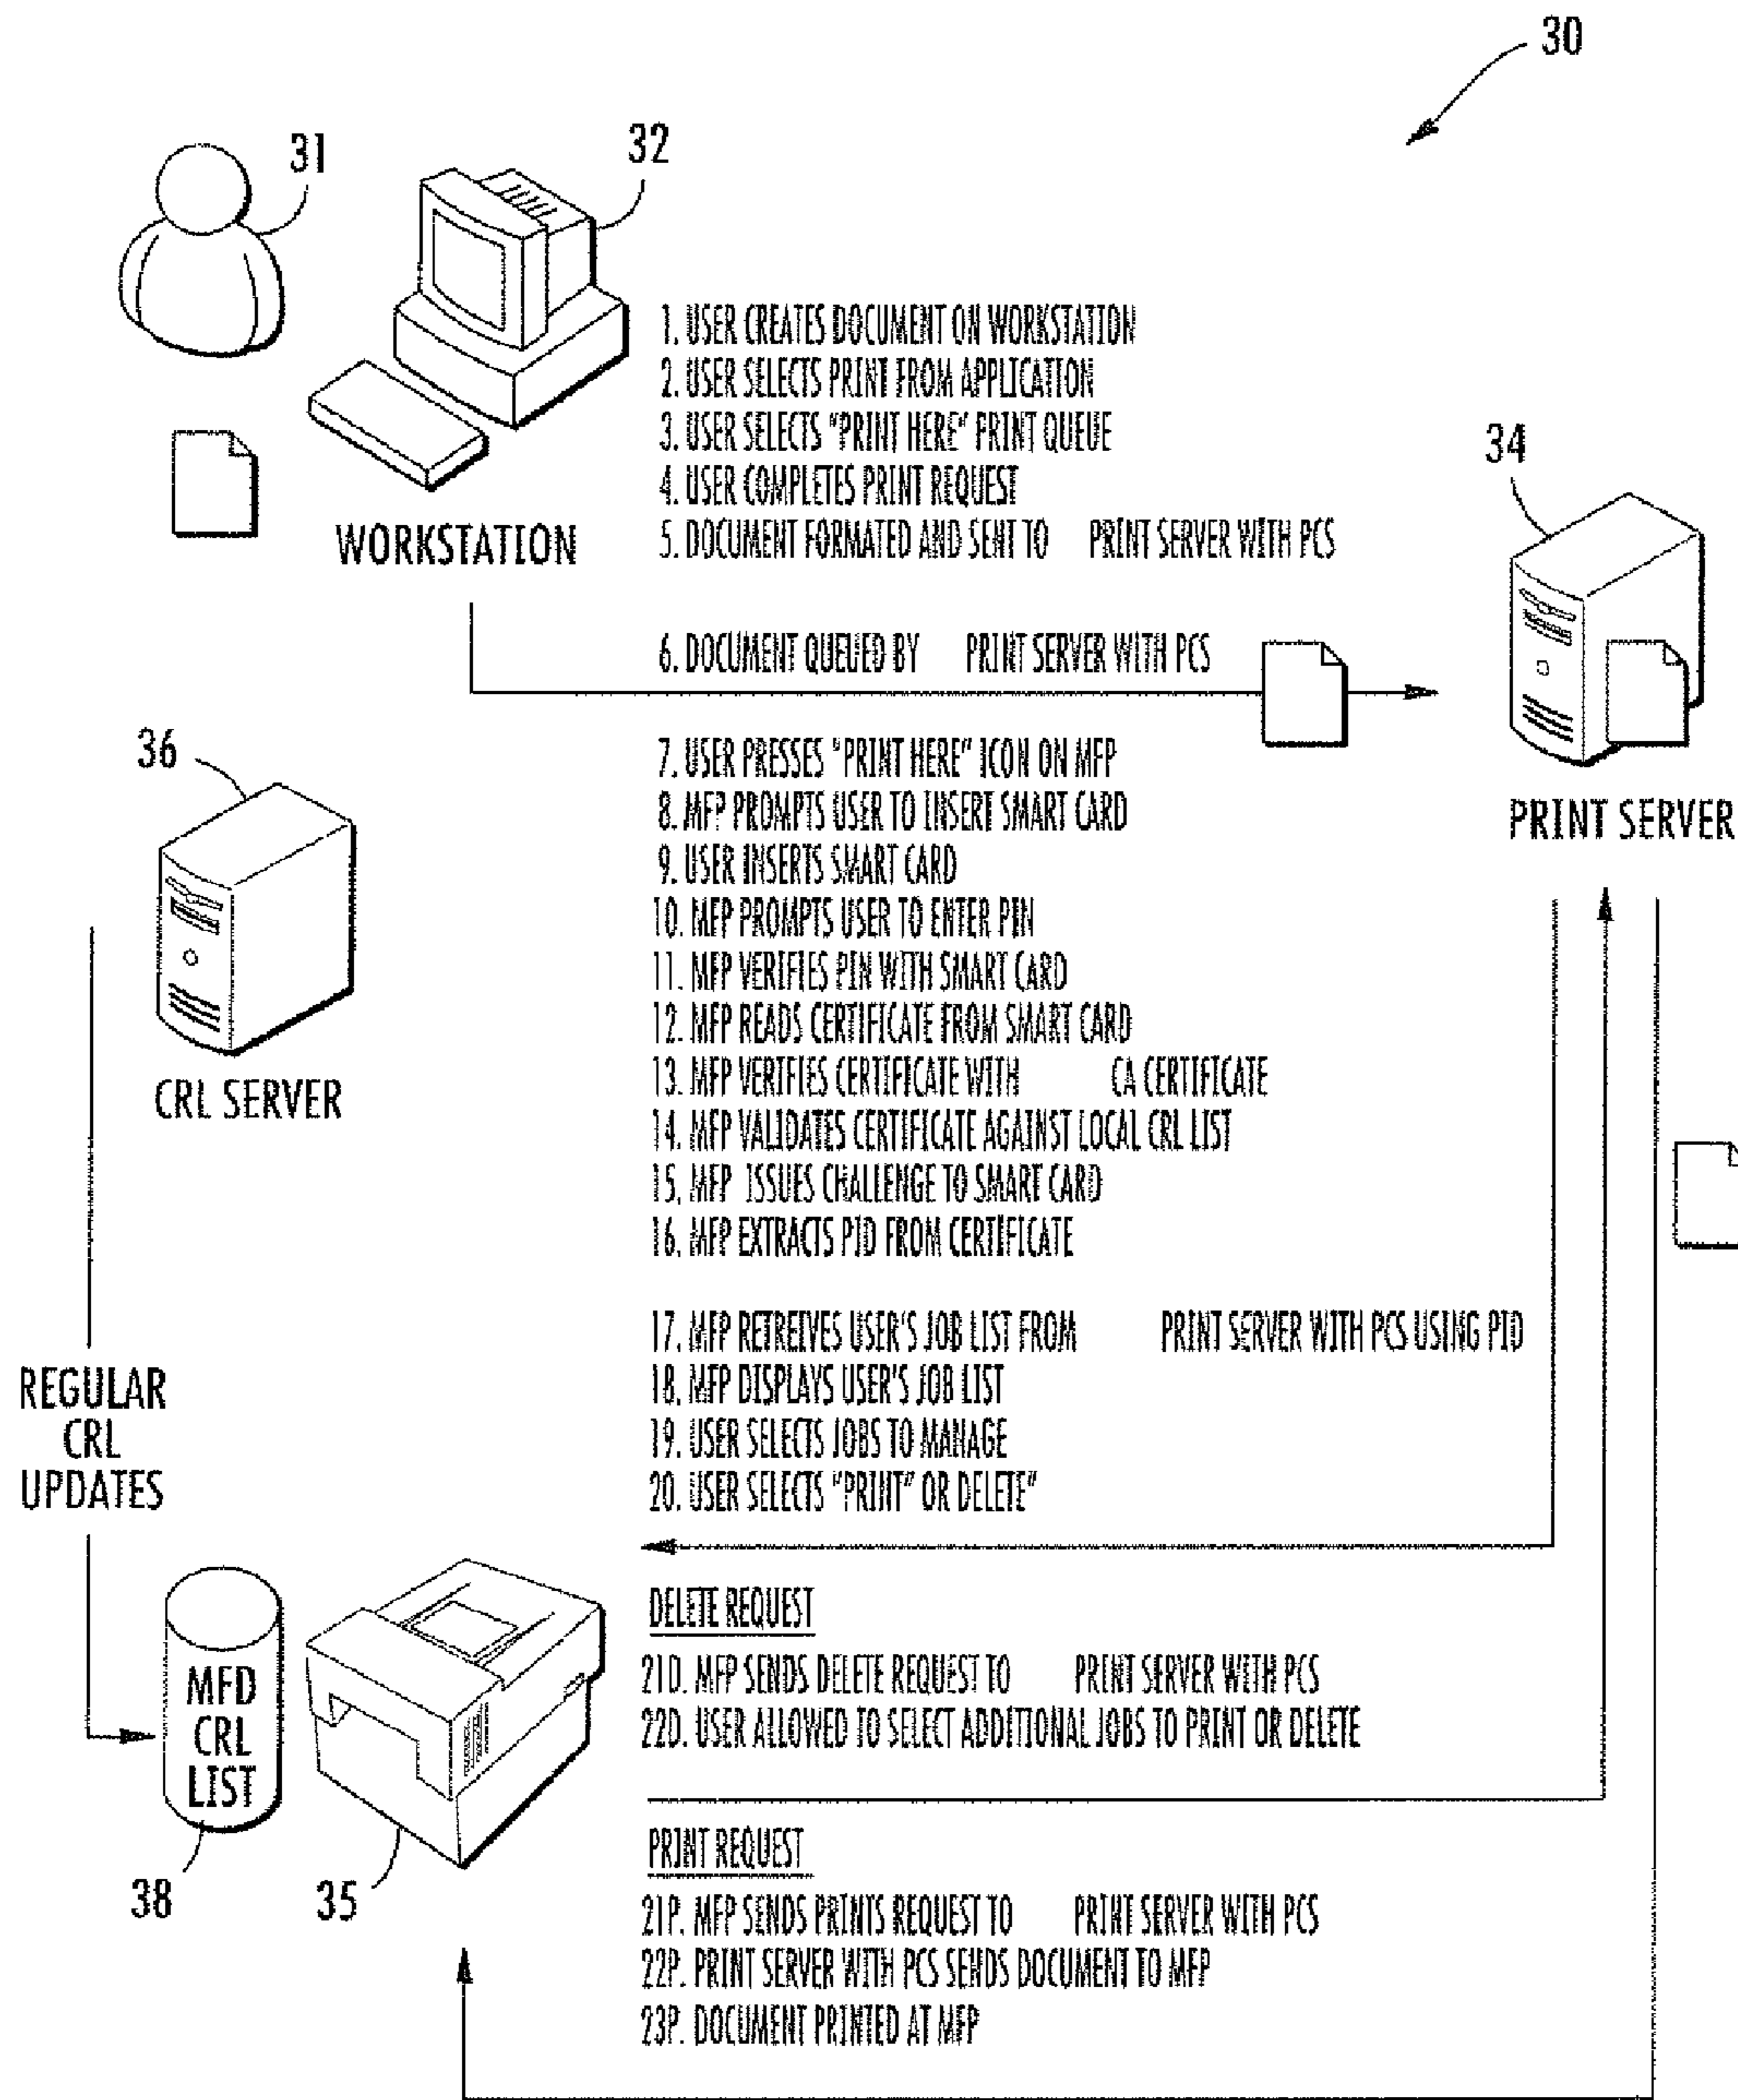 30
31
32
1. USER CREATES DOCUMENT ON WORKSTATION
2. USER SELECTS PRINT FROM APPLICATION
3. USER SELECTS "PRINT HERE" PRINT QUEUE
4. USER COMPLETES PRINT REQUEST
5. DOCUMENT FORMATED AND SENT TO PRINT SERVER WITH PCS
WORKSTATION
34
6. DOCUMENT QUEUED BY PRINT SERVER WITH PCS
PRINT SERVER
36
CRL SERVER
7. USER PRESSES "PRINT HERE" ICON ON MFP
8. MFP PROMPTS USER TO INSERT SMART CARD
9. USER INSERTS SMART CARD
10. MFP PROMPTS USER TO ENTER PIN
11. MFP VERIFIES PIN WITH SMART CARD
12. MFP READS CERTIFICATE FROM SMART CARD
13. MFP VERIFIES CERTIFICATE WITH CA CERTIFICATE
14. MFP VALIDATES CERTIFICATE AGAINST LOCAL CRL LIST
15. MFP ISSUES CHALLENGE TO SMART CARD
16. MFP EXTRACTS PID FROM CERTIFICATE
17. MFP RETREIVES USER'S JOB LIST FROM PRINT SERVER WITH PCS USING PID
18. MFP DISPLAYS USER'S JOB LIST
19. USER SELECTS JOBS TO MANAGE
20. USER SELECTS "PRINT" OR DELETE"
REGULAR
CRL
UPDATES
MFD
CRL
LIST
38
35
DELETE REQUEST
21D. MFP SENDS DELETE REQUEST TO PRINT SERVER WITH PCS
22D. USER ALLOWED TO SELECT ADDITIONAL JOBS TO PRINT OR DELETE
PRINT REQUEST
21P. MFP SENDS PRINTS REQUEST TO PRINT SERVER WITH PCS
22P. PRINT SERVER WITH PCS SENDS DOCUMENT TO MFP
23P. DOCUMENT PRINTED AT MFP